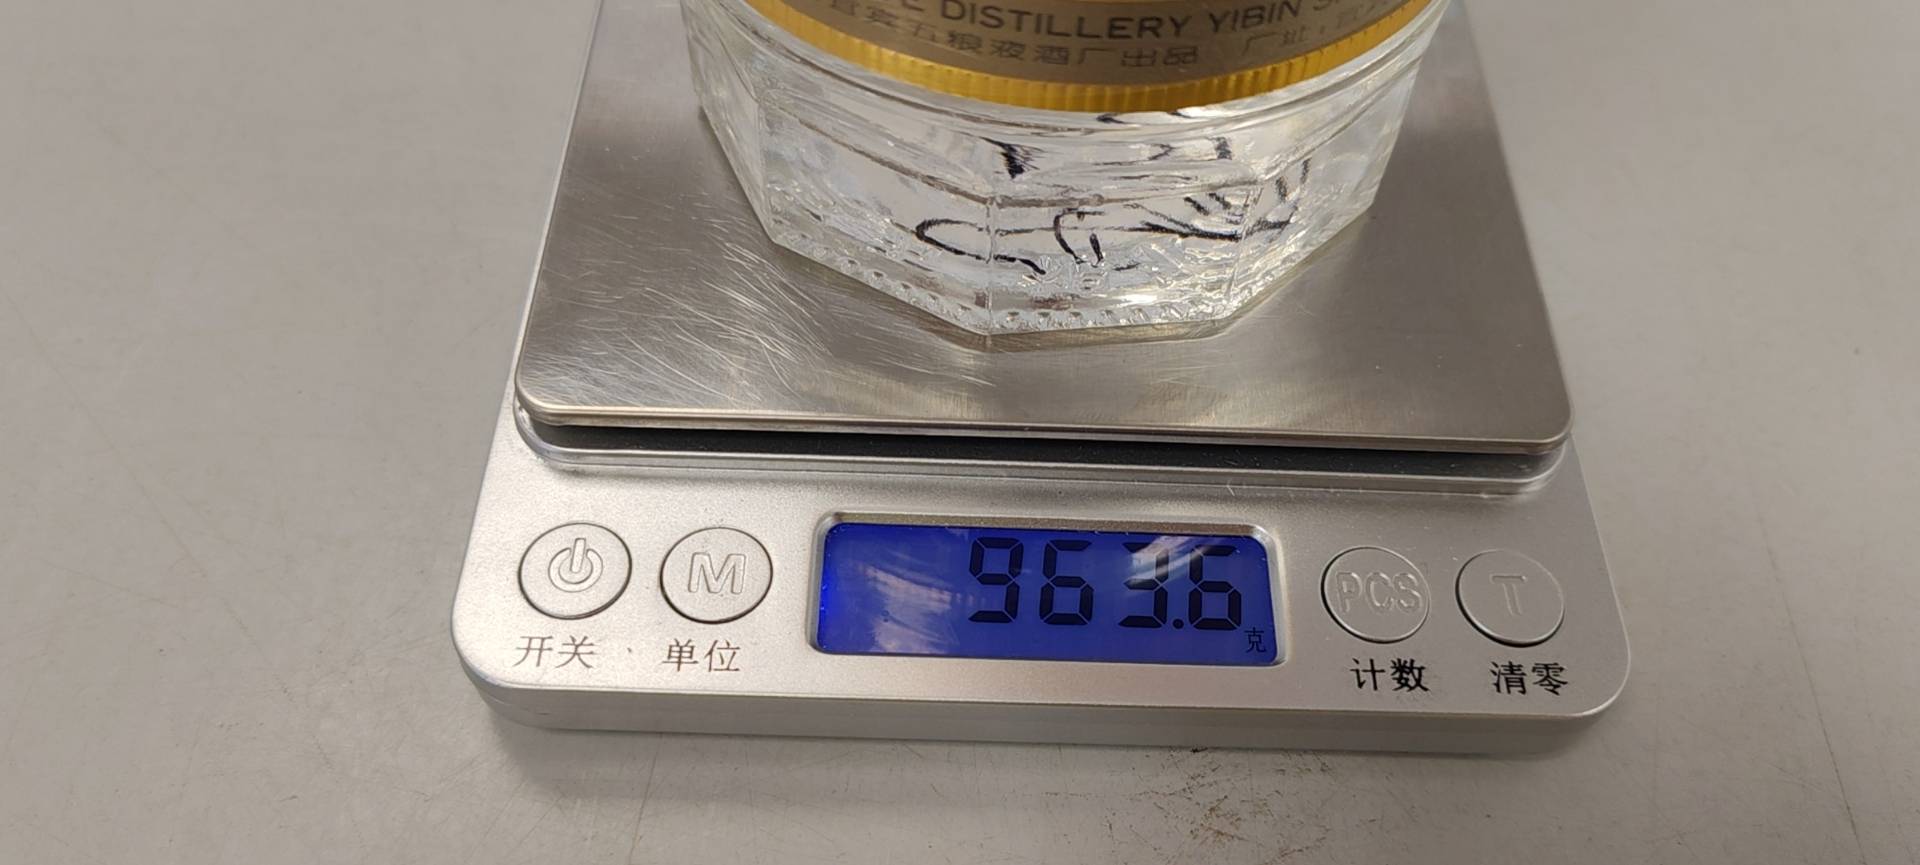 DISTILLERY YIBIN
宾五粮液酒厂出品 厂址
963.6
克
M
PCS
T
开关 单位
计数 清零